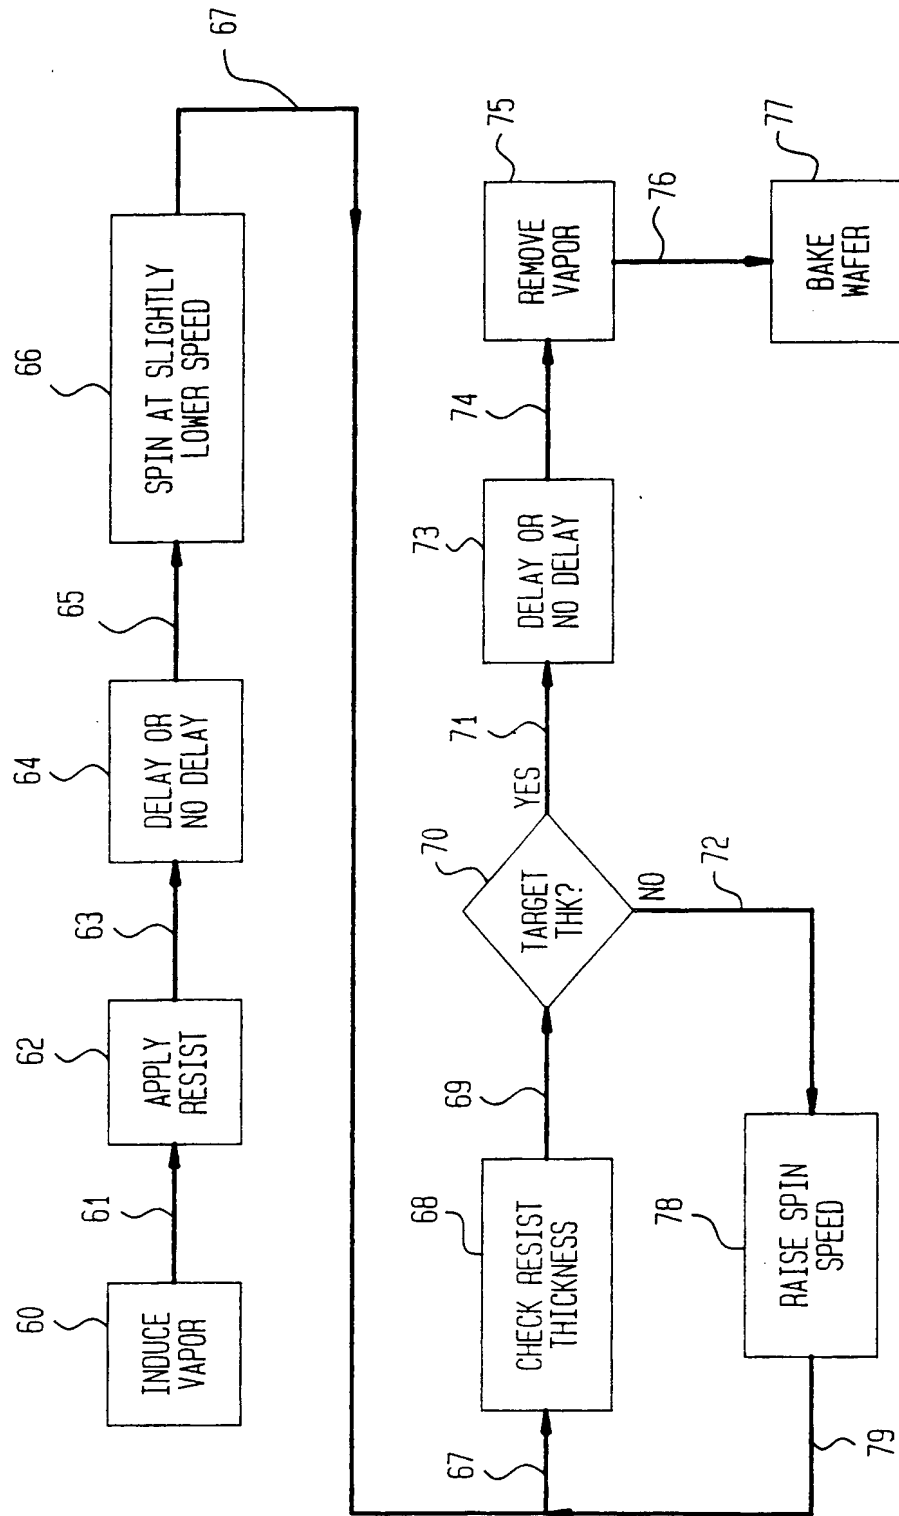 60
INDUCE
VAPOR
61
62
APPLY
RESIST
63
64
DELAY OR
NO DELAY
65
66
SPIN AT SLIGHTLY
LOWER SPEED
67
67
68
CHECK RESIST
THICKNESS
69
70
TARGET
THK?
YES
71
NO
72
73
DELAY OR
NO DELAY
74
75
REMOVE
VAPOR
76
77
BAKE
WAFER
78
RAISE SPIN
SPEED
79